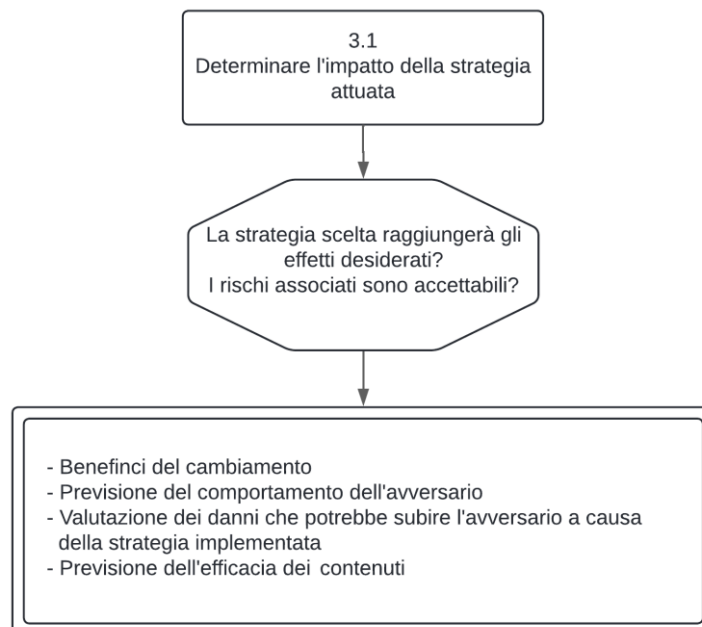 3.1
Determinare l'impatto della strategia
attuata
La strategia scelta raggiungerà gli
effetti desiderati?
I rischi associati sono accettabili?
- Benefinci del cambiamento
- Previsione del comportamento dell'avversario
- Valutazione dei danni che potrebbe subire l'avversario a causa
della strategia implementata
- Previsione dell'efficacia dei contenuti